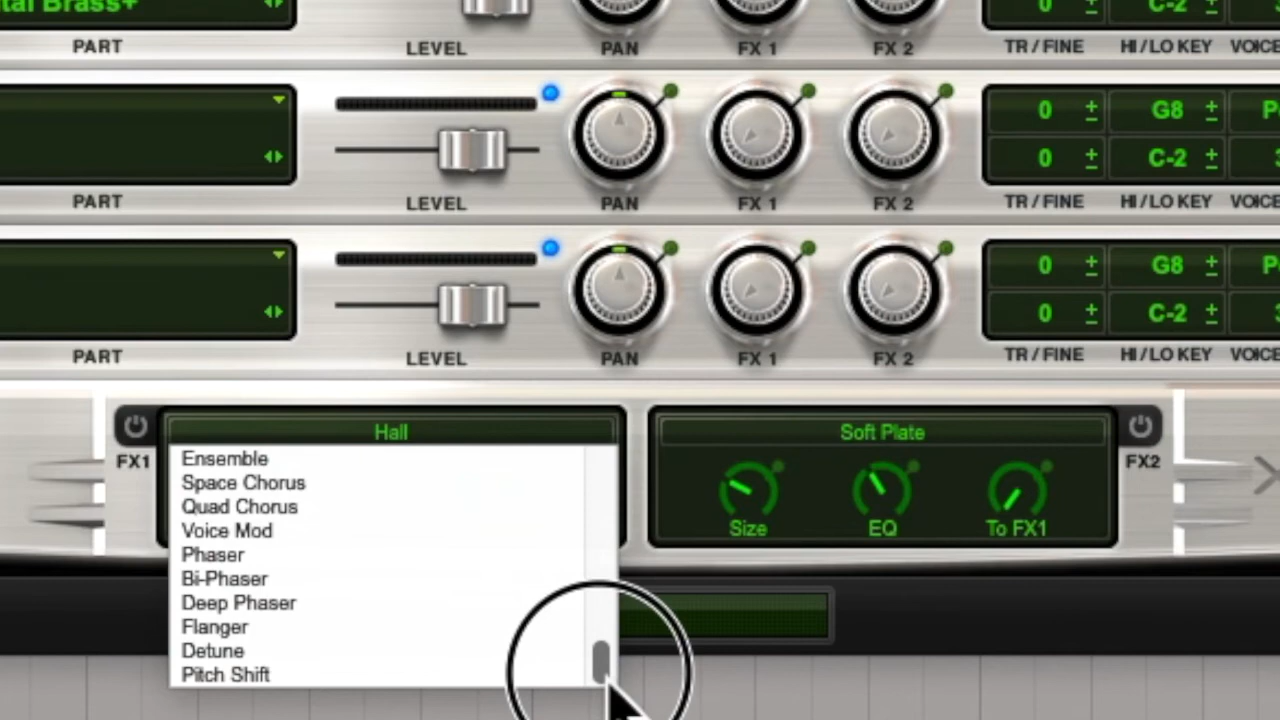 tal Brass+
0 C-2
PART LEVEL PAN FX 1 FX 2 TR / FINE HI / LO KEY VOICE
0 ± G8 ±
0 ± C-2 ±
PART LEVEL PAN FX 1 FX 2 TR / FINE HI / LO KEY VOICE
0 ± G8 ±
0 ± C-2 ±
PART LEVEL PAN FX 1 FX 2 TR / FINE HI / LO KEY VOICE
Hall
Soft Plate
FX1
FX2
Ensemble
Space Chorus
Quad Chorus
Voice Mod
Phaser
Bi-Phaser
Deep Phaser
Flanger
Detune
Pitch Shift
Size EQ To FX1